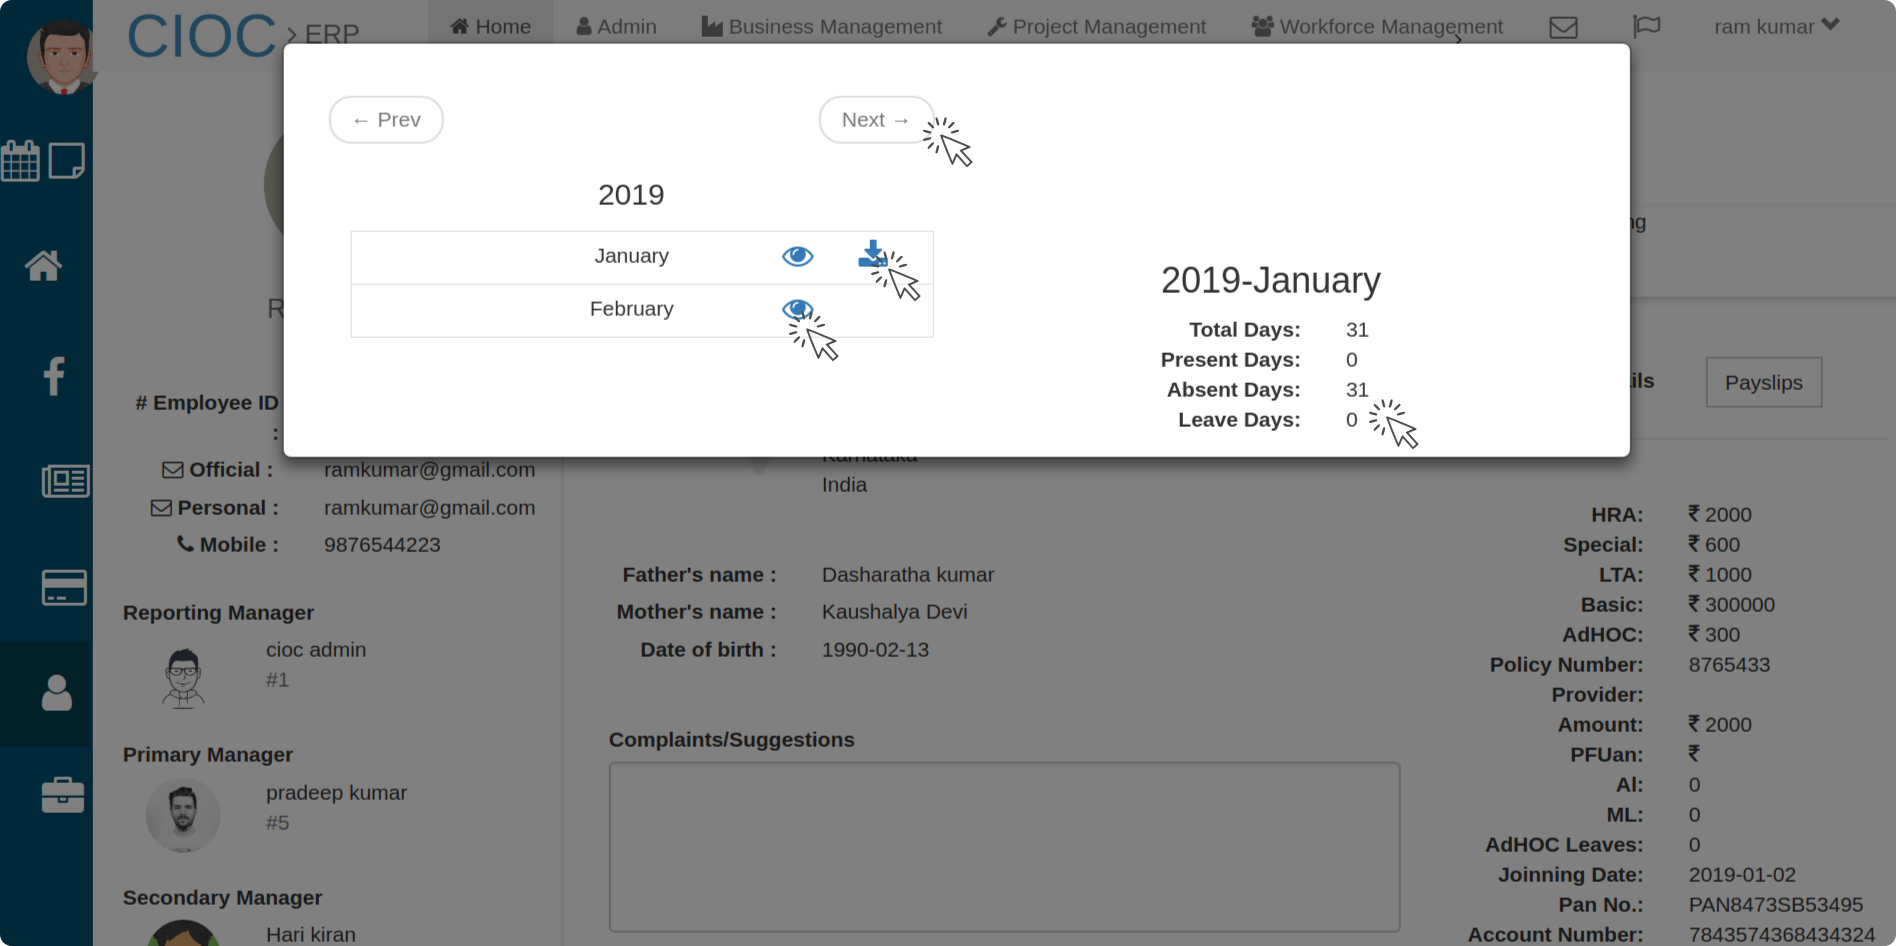 CIOC > ERP
Home
Admin
Business Management
Project Management
Workforce Management
ram kumar
← Prev
Next →
2019
January
February
2019-January
Total Days: 31
Present Days: 0
Absent Days: 31
Leave Days: 0
ng
R
ils
Payslips
# Employee ID
:
Official : ramkumar@gmail.com
Personal : ramkumar@gmail.com
Mobile : 9876544223
Reporting Manager
cioc admin
#1
Primary Manager
pradeep kumar
#5
Secondary Manager
Hari kiran
Karnataka
India
Father's name : Dasharatha kumar
Mother's name : Kaushalya Devi
Date of birth : 1990-02-13
Complaints/Suggestions
HRA: ₹ 2000
Special: ₹ 600
LTA: ₹ 1000
Basic: ₹ 300000
AdHOC: ₹ 300
Policy Number: 8765433
Provider:
Amount: ₹ 2000
PFUan: ₹
Al: 0
ML: 0
AdHOC Leaves: 0
Joinning Date: 2019-01-02
Pan No.: PAN8473SB53495
Account Number: 7843574368434324